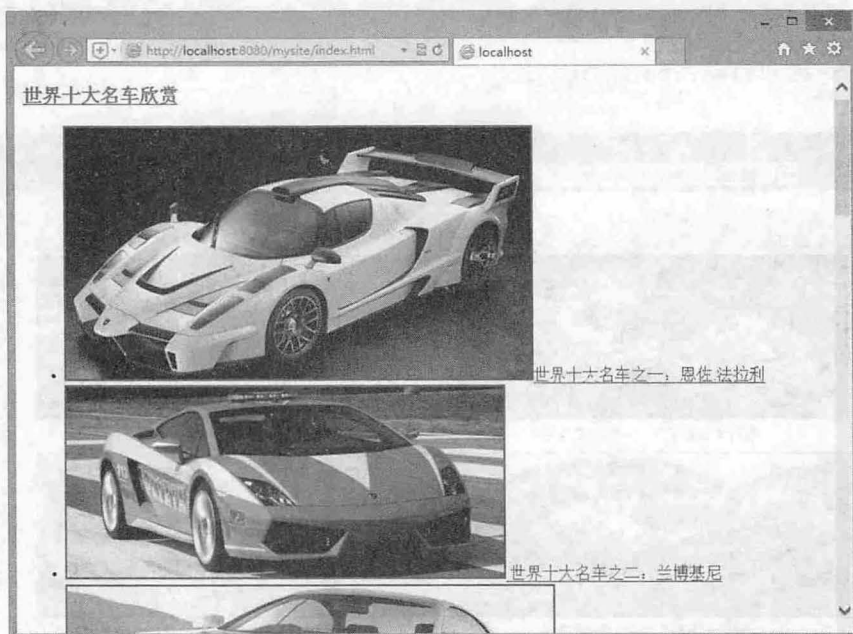 http://localhost:8080/mysite/index.html
localhost
世界十大名车欣赏
世界十大名车之一：恩佐.法拉利
世界十大名车之二：兰博基尼